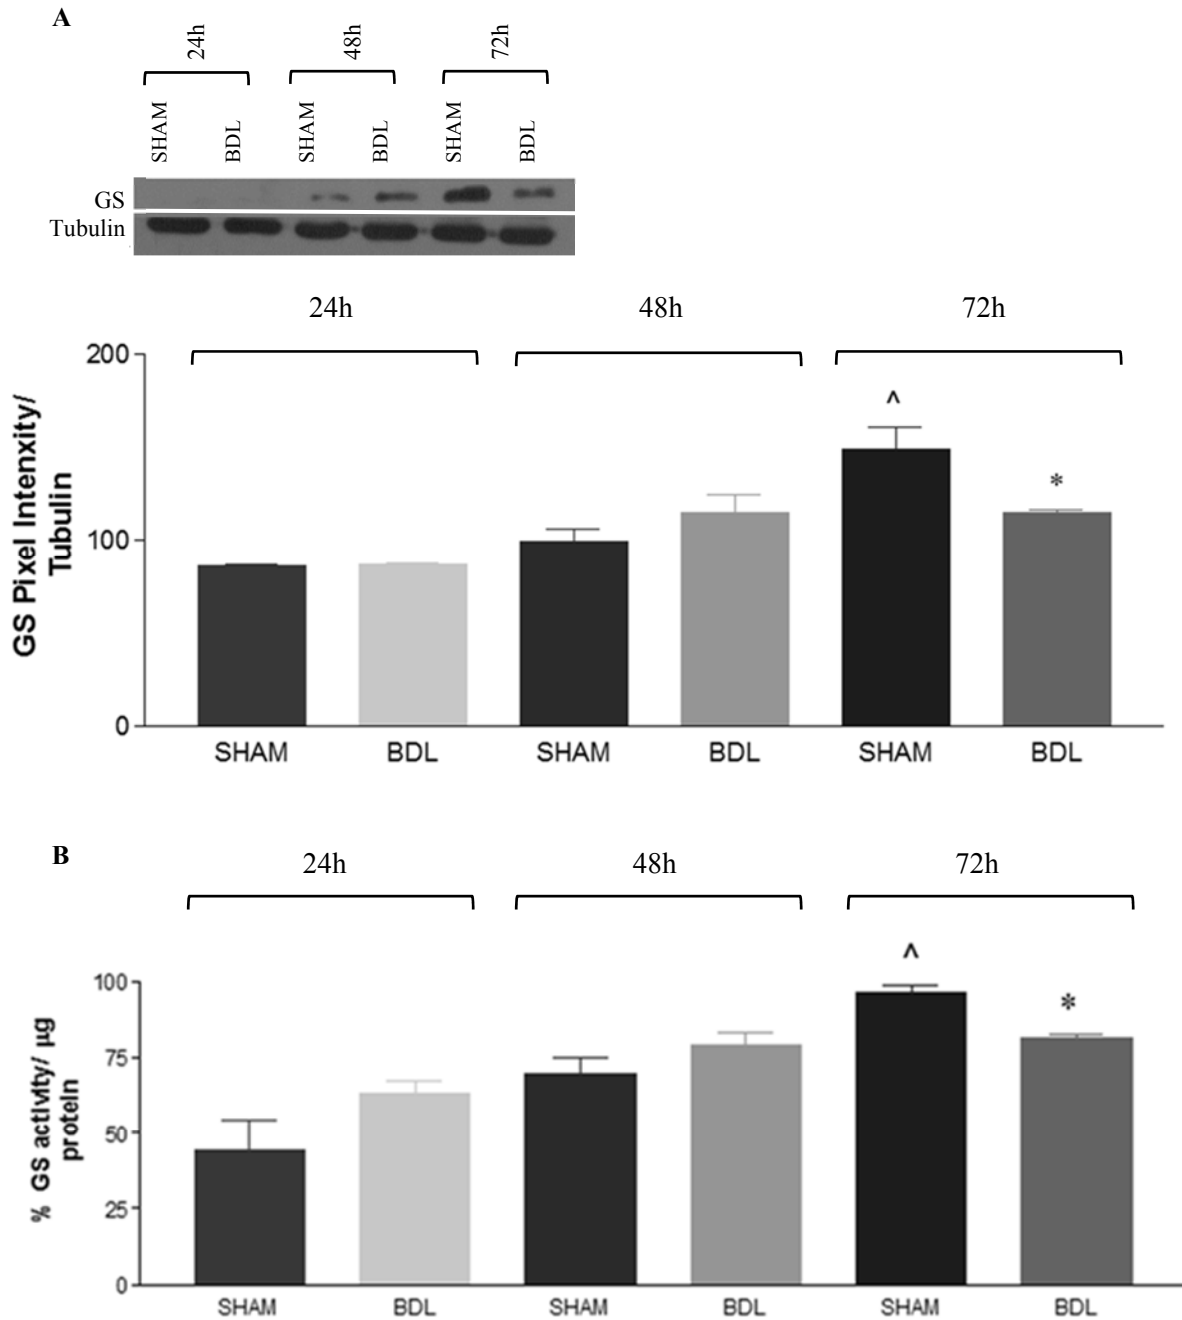 A
24h 48h 72h
SHAM BDL SHAM BDL SHAM BDL
GS
Tubulin
24h 48h 72h
GS Pixel Intenxity/
Tubulin
200
100
0
^
*
SHAM BDL SHAM BDL SHAM BDL
B
24h 48h 72h
% GS activity/ µg
protein
100
75
50
25
0
^
*
SHAM BDL SHAM BDL SHAM BDL